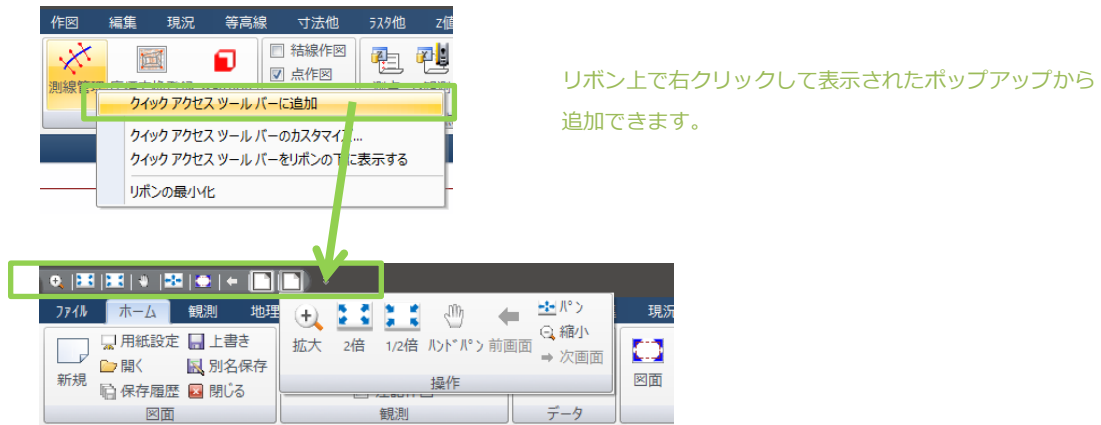 作図 編集 現況 等高線 寸法他 ﾗｽﾀ他
結線作図
点作図
クイック アクセス ツール バーに追加
クイック アクセス ツール バーのカスタマイズ...
クイック アクセス ツール バーをリボンの下に表示する
リボンの最小化
リボン上で右クリックして表示されたポップアップから
追加できます。
ﾌｧｲﾙ ホーム 観測 地理 現況
新規 用紙設定 上書き
開く 別名保存
保存履歴 閉じる
図面
拡大 2倍 1/2倍 ﾊﾝﾄﾞﾊﾟﾝ 前画面
ﾊﾟﾝ
縮小
次画面
操作
観測 データ
図面